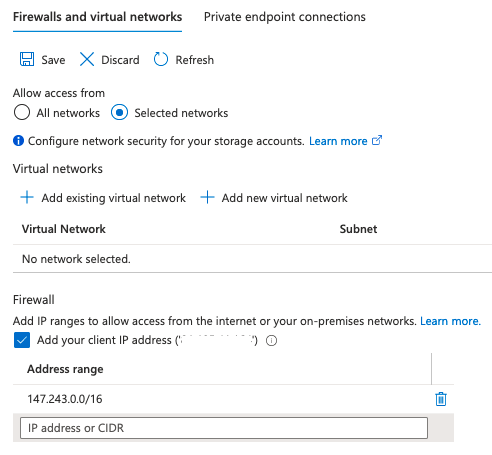 Firewalls and virtual networks Private endpoint connections
Save Discard Refresh
Allow access from
All networks Selected networks
Configure network security for your storage accounts. Learn more
Virtual networks
Add existing virtual network Add new virtual network
Virtual Network Subnet
No network selected.
Firewall
Add IP ranges to allow access from the internet or your on-premises networks. Learn more.
Add your client IP address (' ')
Address range
147.243.0.0/16
IP address or CIDR